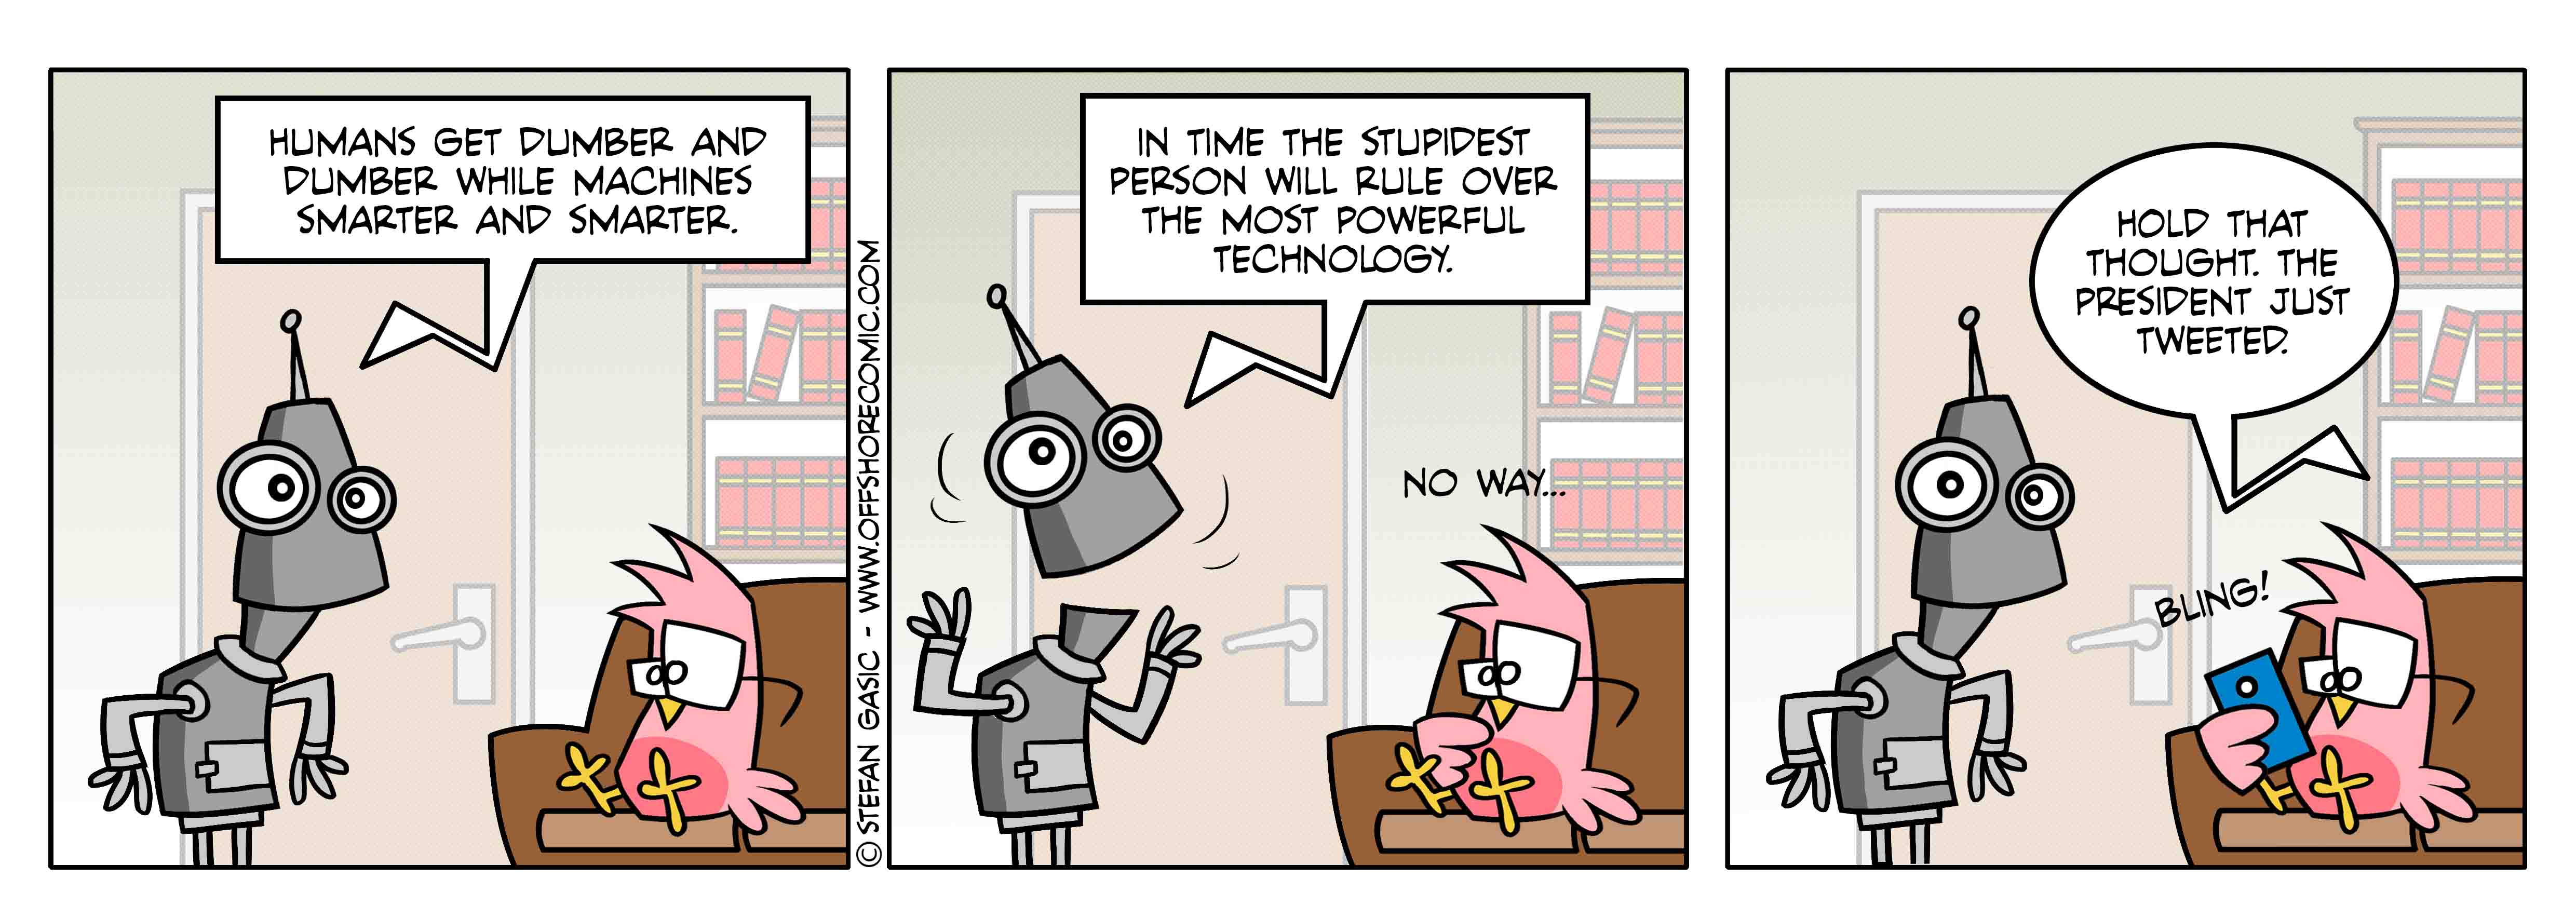 HUMANS GET DUMBER AND
DUMBER WHILE MACHINES
SMARTER AND SMARTER.
© STEFAN GASIC - WWW.OFFSHORECOMIC.COM
IN TIME THE STUPIDEST
PERSON WILL RULE OVER
THE MOST POWERFUL
TECHNOLOGY.
NO WAY...
HOLD THAT
THOUGHT. THE
PRESIDENT JUST
TWEETED.
BLING!